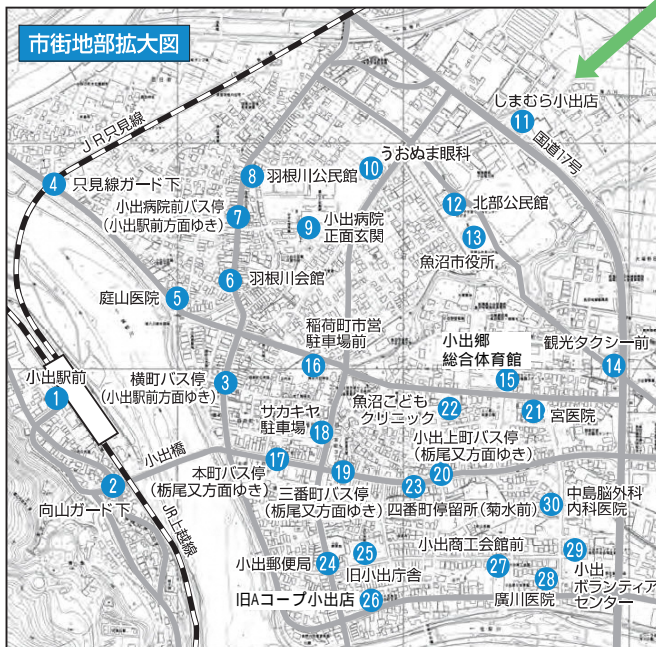 市街地部拡大図
しまむら小出店
11
国道17号
JR只見線
4
只見線ガード下
8
羽根川公民館
うおぬま眼科
10
12
北部公民館
小出病院前バス停
(小出駅前方面ゆき)
7
9
小出病院
正面玄関
13
魚沼市役所
6
羽根川会館
庭山医院
5
稲荷町市営
駐車場前
16
小出郷
総合体育館
15
観光タクシー前
14
小出駅前
1
横町バス停
(小出駅前方面ゆき)
3
魚沼こども
クリニック
22
21
宮医院
サカキヤ
駐車場
18
小出上町バス停
(栃尾又方面ゆき)
20
小出橋
17
本町バス停
(栃尾又方面ゆき)
19
三番町バス停
(栃尾又方面ゆき)
23
四番町停留所(菊水前)
30
中島脳外科
内科医院
2
向山ガード下
JR上越線
小出郵便局
24
25
旧小出庁舎
小出商工会館前
27
28
廣川医院
29
小出
ボランティア
センター
旧Aコープ小出店
26